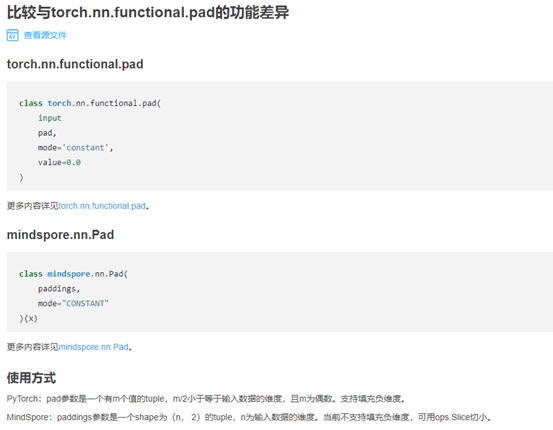 比较与torch.nn.functional.pad的功能差异
查看源文件
torch.nn.functional.pad
class torch.nn.functional.pad(
input
pad,
mode='constant',
value=0.0
)
更多内容详见torch.nn.functional.pad。
mindspore.nn.Pad
class mindspore.nn.Pad(
paddings,
mode="CONSTANT"
)(x)
更多内容详见mindspore.nn.Pad。
使用方式
PyTorch：pad参数是一个有m个值的tuple，m/2小于等于输入数据的维度，且m为偶数。支持填充负维度。
MindSpore：paddings参数是一个shape为（n， 2）的tuple，n为输入数据的维度。当前不支持填充负维度，可用ops.Slice切小。